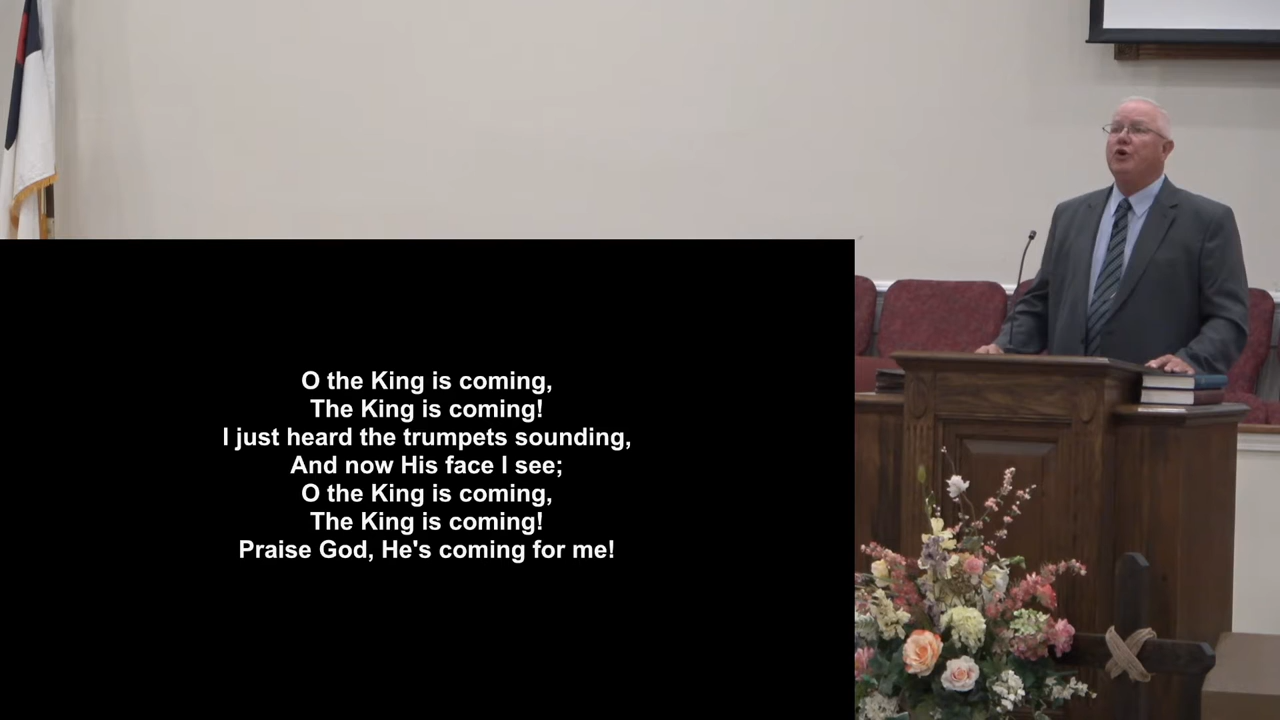 O the King is coming,
The King is coming!
I just heard the trumpets sounding,
And now His face I see;
O the King is coming,
The King is coming!
Praise God, He's coming for me!